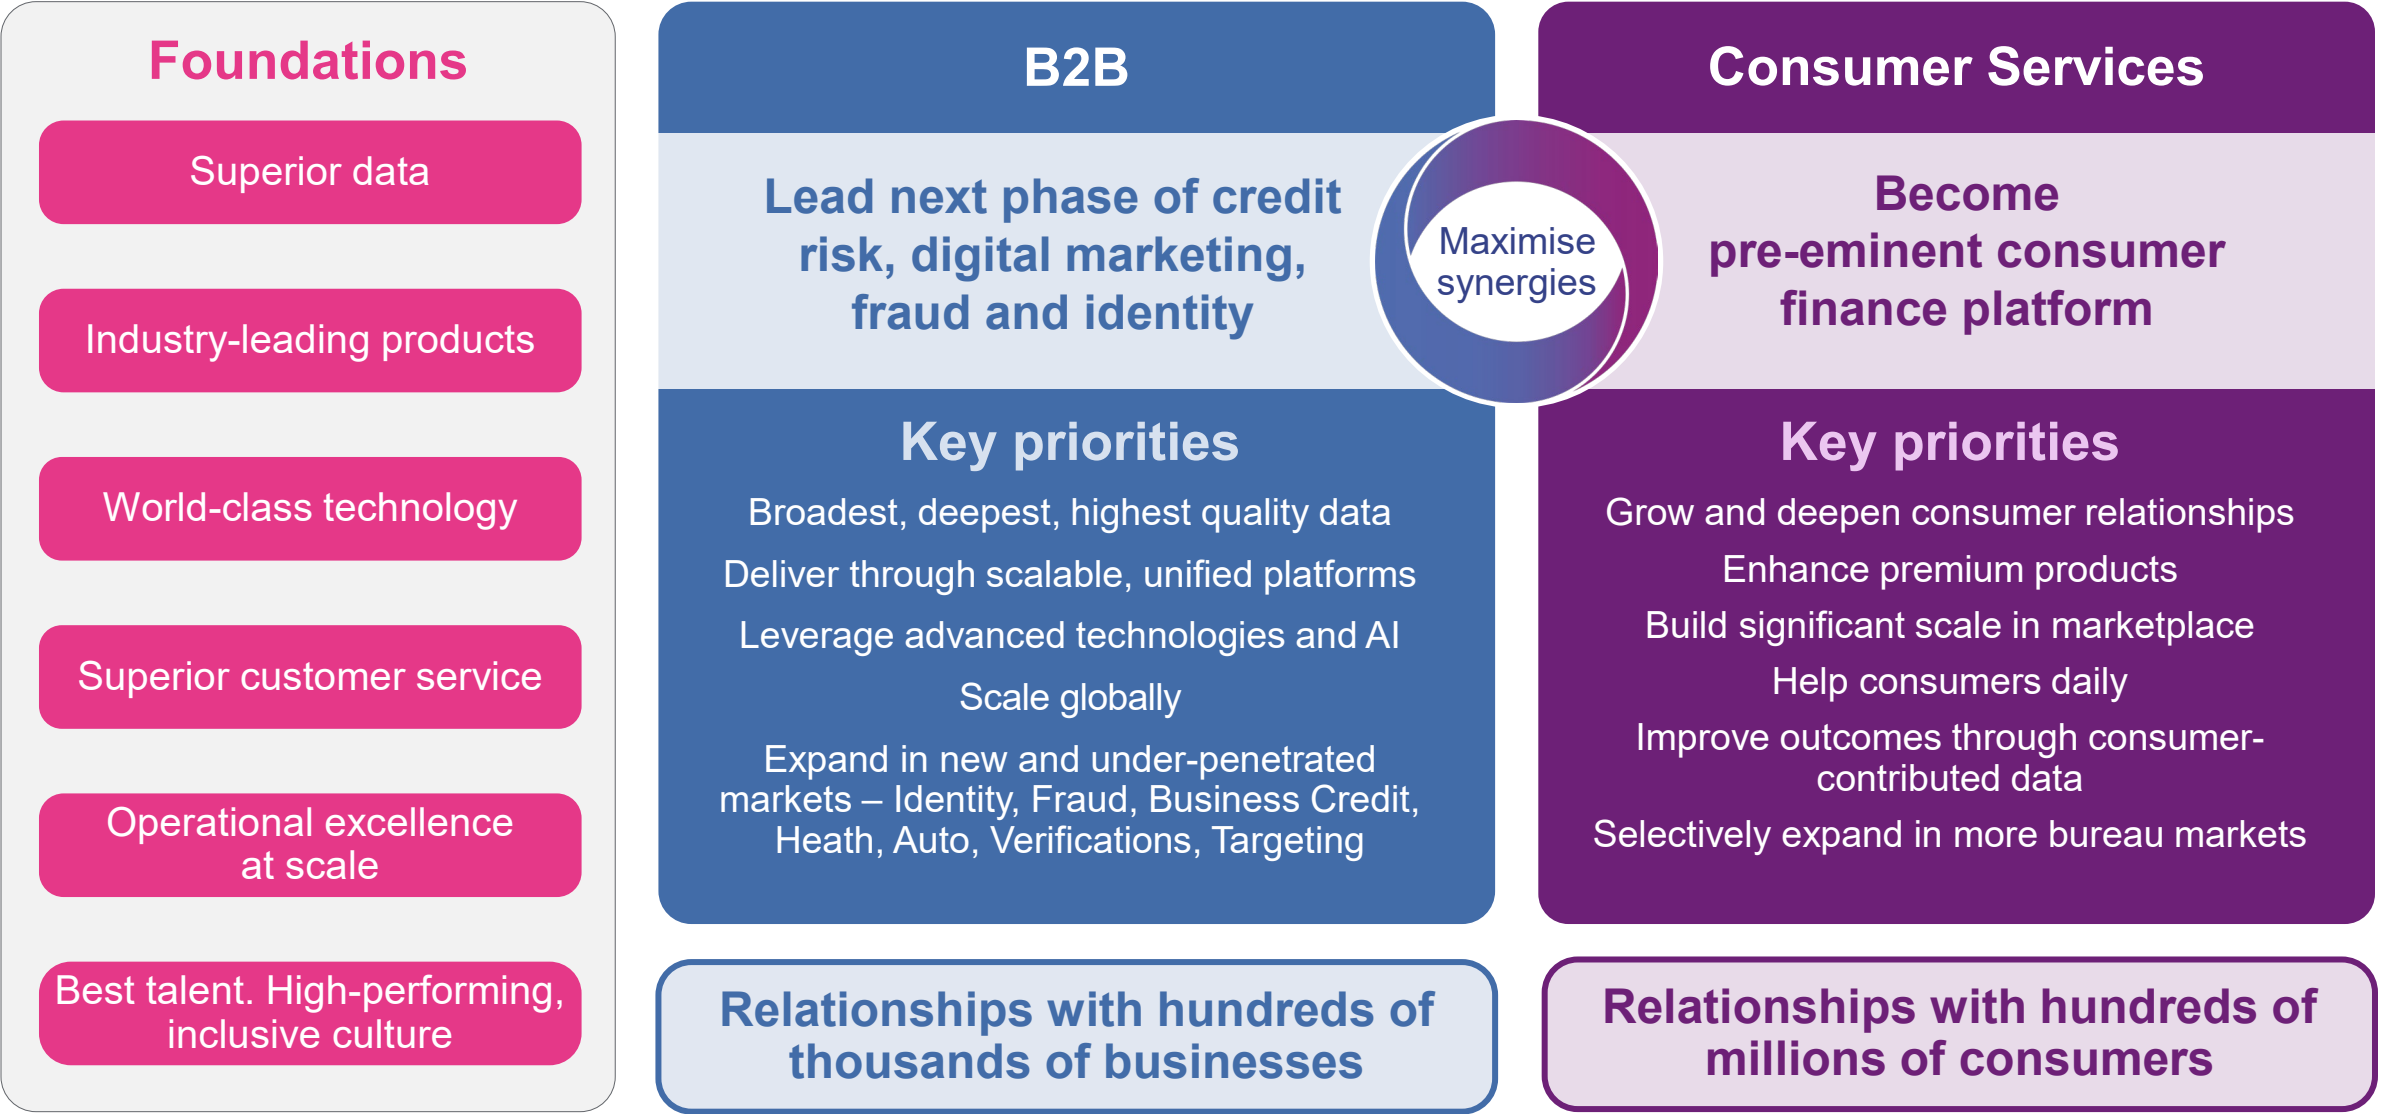 Foundations
Superior data
Industry-leading products
World-class technology
Superior customer service
Operational excellence
at scale
Best talent. High-performing,
inclusive culture
B2B
Lead next phase of credit
risk, digital marketing,
fraud and identity
Key priorities
Broadest, deepest, highest quality data
Deliver through scalable, unified platforms
Leverage advanced technologies and AI
Scale globally
Expand in new and under-penetrated
markets – Identity, Fraud, Business Credit,
Heath, Auto, Verifications, Targeting
Relationships with hundreds of
thousands of businesses
Maximise
synergies
Consumer Services
Become
pre-eminent consumer
finance platform
Key priorities
Grow and deepen consumer relationships
Enhance premium products
Build significant scale in marketplace
Help consumers daily
Improve outcomes through consumer-
contributed data
Selectively expand in more bureau markets
Relationships with hundreds of
millions of consumers